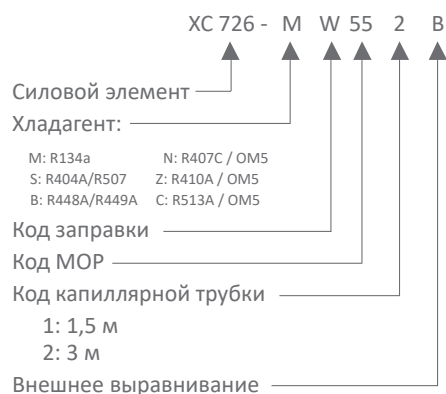 XC 726 - M W 55 2 B
Силовой элемент
Хладагент:
M: R134a N: R407C / OM5
S: R404A/R507 Z: R410A / OM5
B: R448A/R449A C: R513A / OM5
Код заправки
Код МОР
Код капиллярной трубки
1: 1,5 м
2: 3 м
Внешнее выравнивание